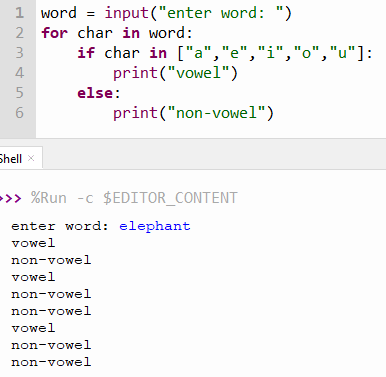 1 word = input("enter word: ")
2 for char in word:
3     if char in ["a","e","i","o","u"]:
4         print("vowel")
5     else:
6         print("non-vowel")
Shell ×
>>> %Run -c $EDITOR_CONTENT
enter word: elephant
vowel
non-vowel
vowel
non-vowel
non-vowel
vowel
non-vowel
non-vowel